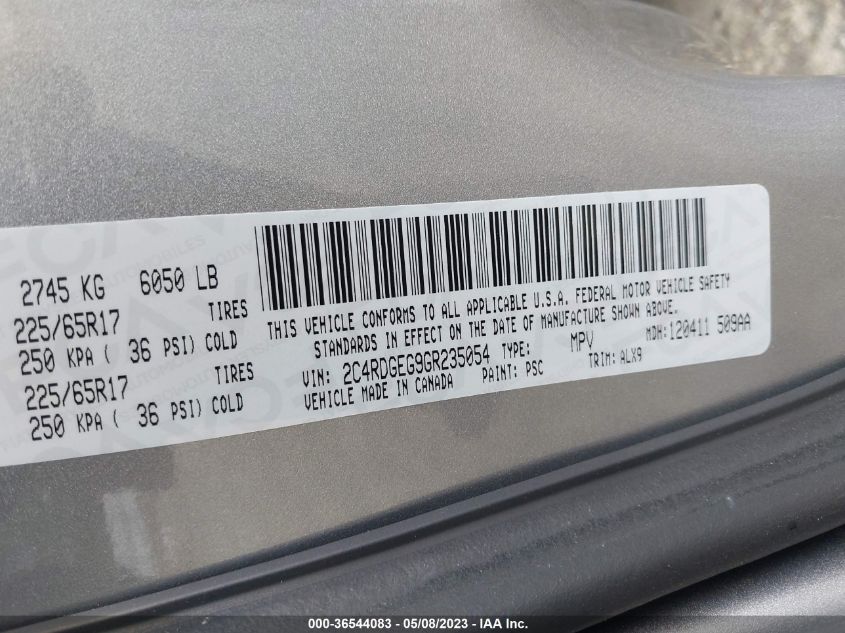 2745 KG 6050 LB
225/65R17 TIRES
250 KPA ( 36 PSI) COLD
225/65R17 TIRES
250 KPA ( 36 PSI) COLD
THIS VEHICLE CONFORMS TO ALL APPLICABLE U.S.A. FEDERAL MOTOR VEHICLE SAFETY
STANDARDS IN EFFECT ON THE DATE OF MANUFACTURE SHOWN ABOVE.
VIN: 2C4RDGEG9GR235054 TYPE: MPV MDH:120411 509AA
VEHICLE MADE IN CANADA PAINT: PSC TRIM: ALX9
000-36544083 - 05/08/2023 - IAA Inc.